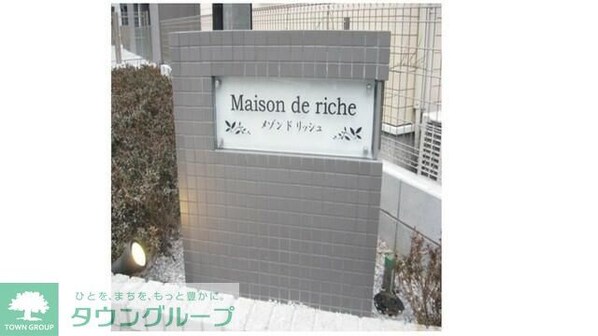 Maison de riche
メゾン ド リッシュ
ひとを、まちを、もっと豊かに。
タウングループ
TOWN GROUP